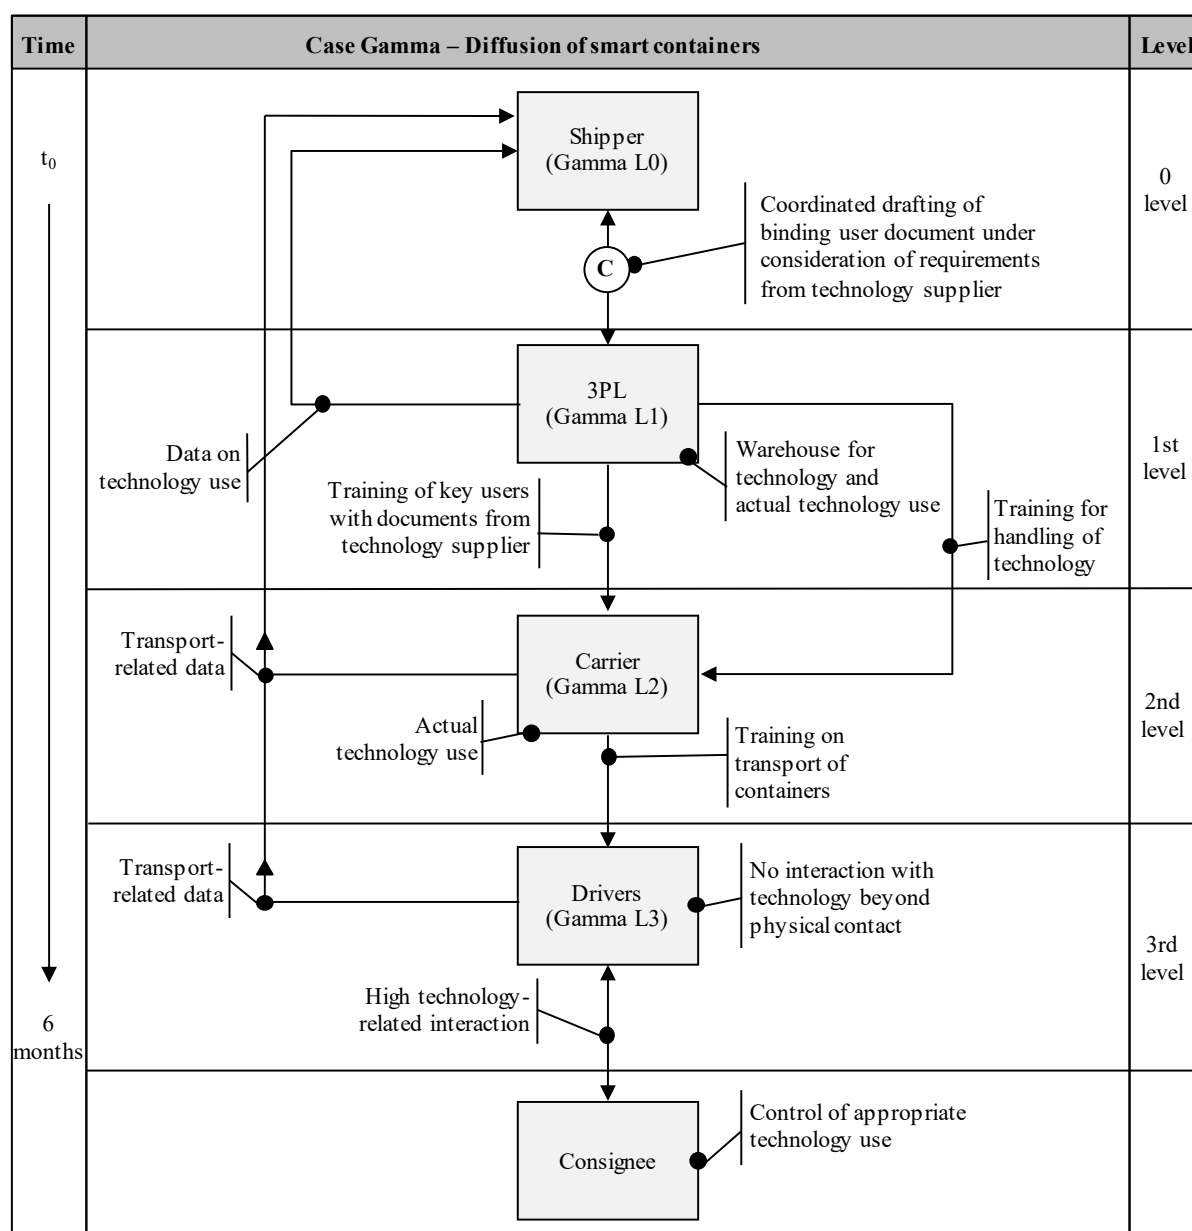 Time
Case Gamma – Diffusion of smart containers
Level
t0
Shipper
(Gamma L0)
0
level
Coordinated drafting of
binding user document under
consideration of requirements
from technology supplier
C
3PL
(Gamma L1)
1st
level
Data on
technology use
Warehouse for
technology and
actual technology use
Training of key users
with documents from
technology supplier
Training for
handling of
technology
Transport-
related data
Carrier
(Gamma L2)
2nd
level
Actual
technology use
Training on
transport of
containers
Transport-
related data
Drivers
(Gamma L3)
No interaction with
technology beyond
physical contact
3rd
level
High technology-
related interaction
6
months
Consignee
Control of appropriate
technology use